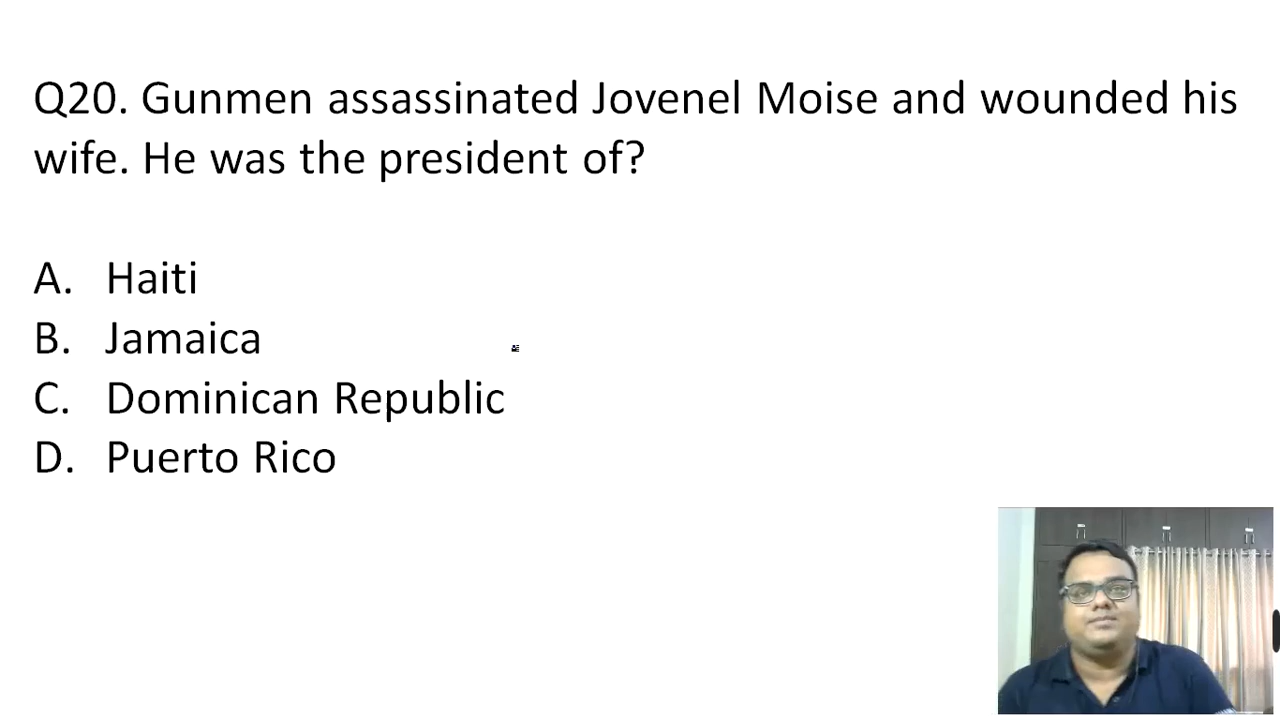 Q20. Gunmen assassinated Jovenel Moise and wounded his
wife. He was the president of?
A. Haiti
B. Jamaica
C. Dominican Republic
D. Puerto Rico